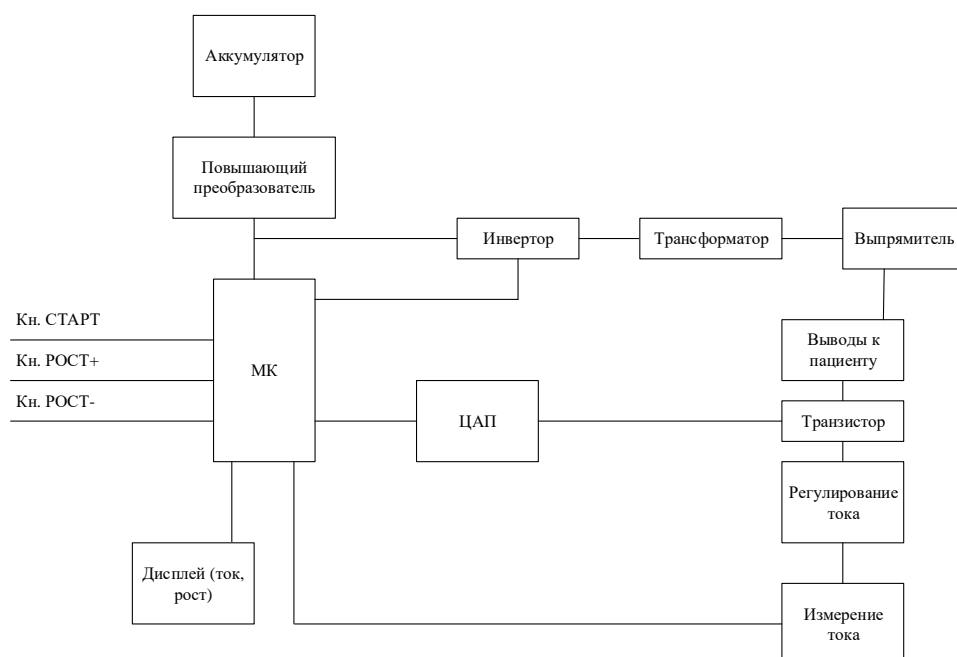 Аккумулятор
Повышающий
преобразователь
Инвертор
Трансформатор
Выпрямитель
Кн. СТАРТ
Кн. РОСТ+
Кн. РОСТ-
МК
Выводы к
пациенту
ЦАП
Транзистор
Регулирование
тока
Дисплей (ток,
рост)
Измерение
тока